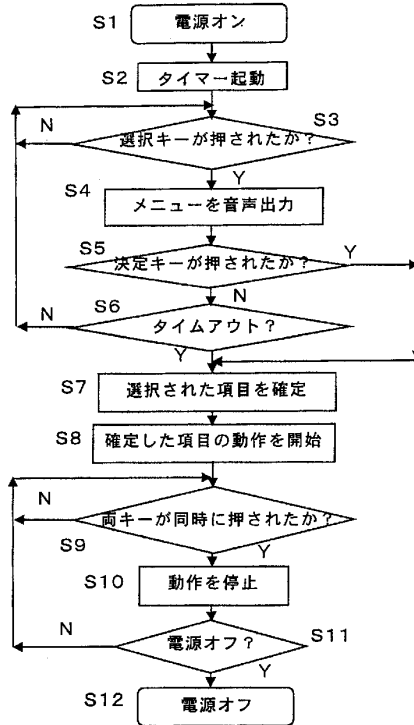 S1
電源オン
S2
タイマー起動
S3
N
選択キーが押されたか?
Y
S4
メニューを音声出力
S5
Y
決定キーが押されたか?
N
S6
N
タイムアウト?
Y
S7
選択された項目を確定
S8
確定した項目の動作を開始
N
両キーが同時に押されたか?
S9
Y
S10
動作を停止
N
電源オフ?
S11
Y
S12
電源オフ